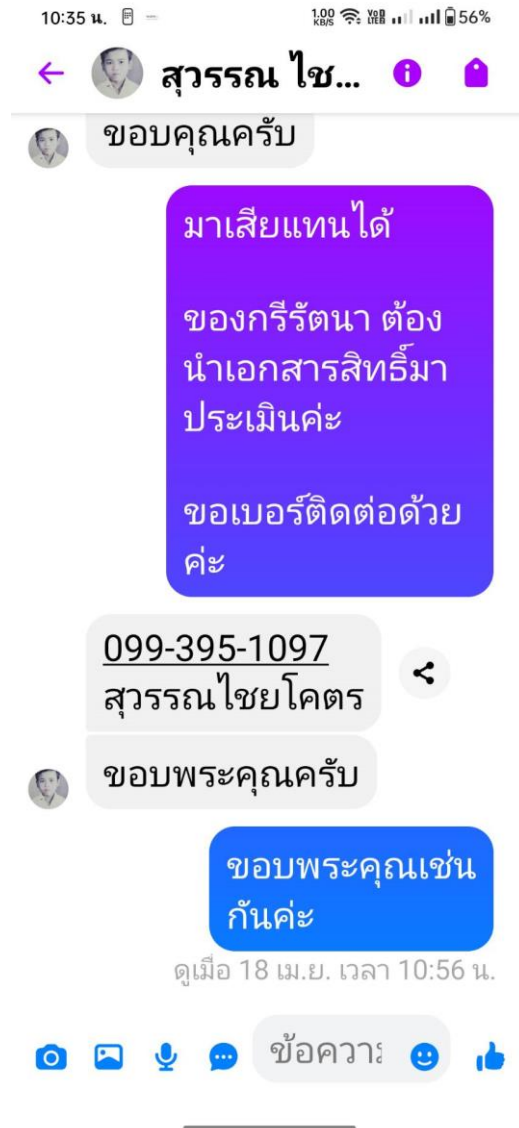 10:35 น.
1.00 KB/S VoB LTEB 56%
สุวรรณ ไช...
ขอบคุณครับ
มาเสียแทนได้
ของกรีรัตนา ต้อง
นำเอกสารสิทธิ์มา
ประเมินค่ะ
ขอเบอร์ติดต่อด้วย
ค่ะ
099-395-1097
สุวรรณไชยโคตร
ขอบพระคุณครับ
ขอบพระคุณเช่น
กันค่ะ
ดูเมื่อ 18 เม.ย. เวลา 10:56 น.